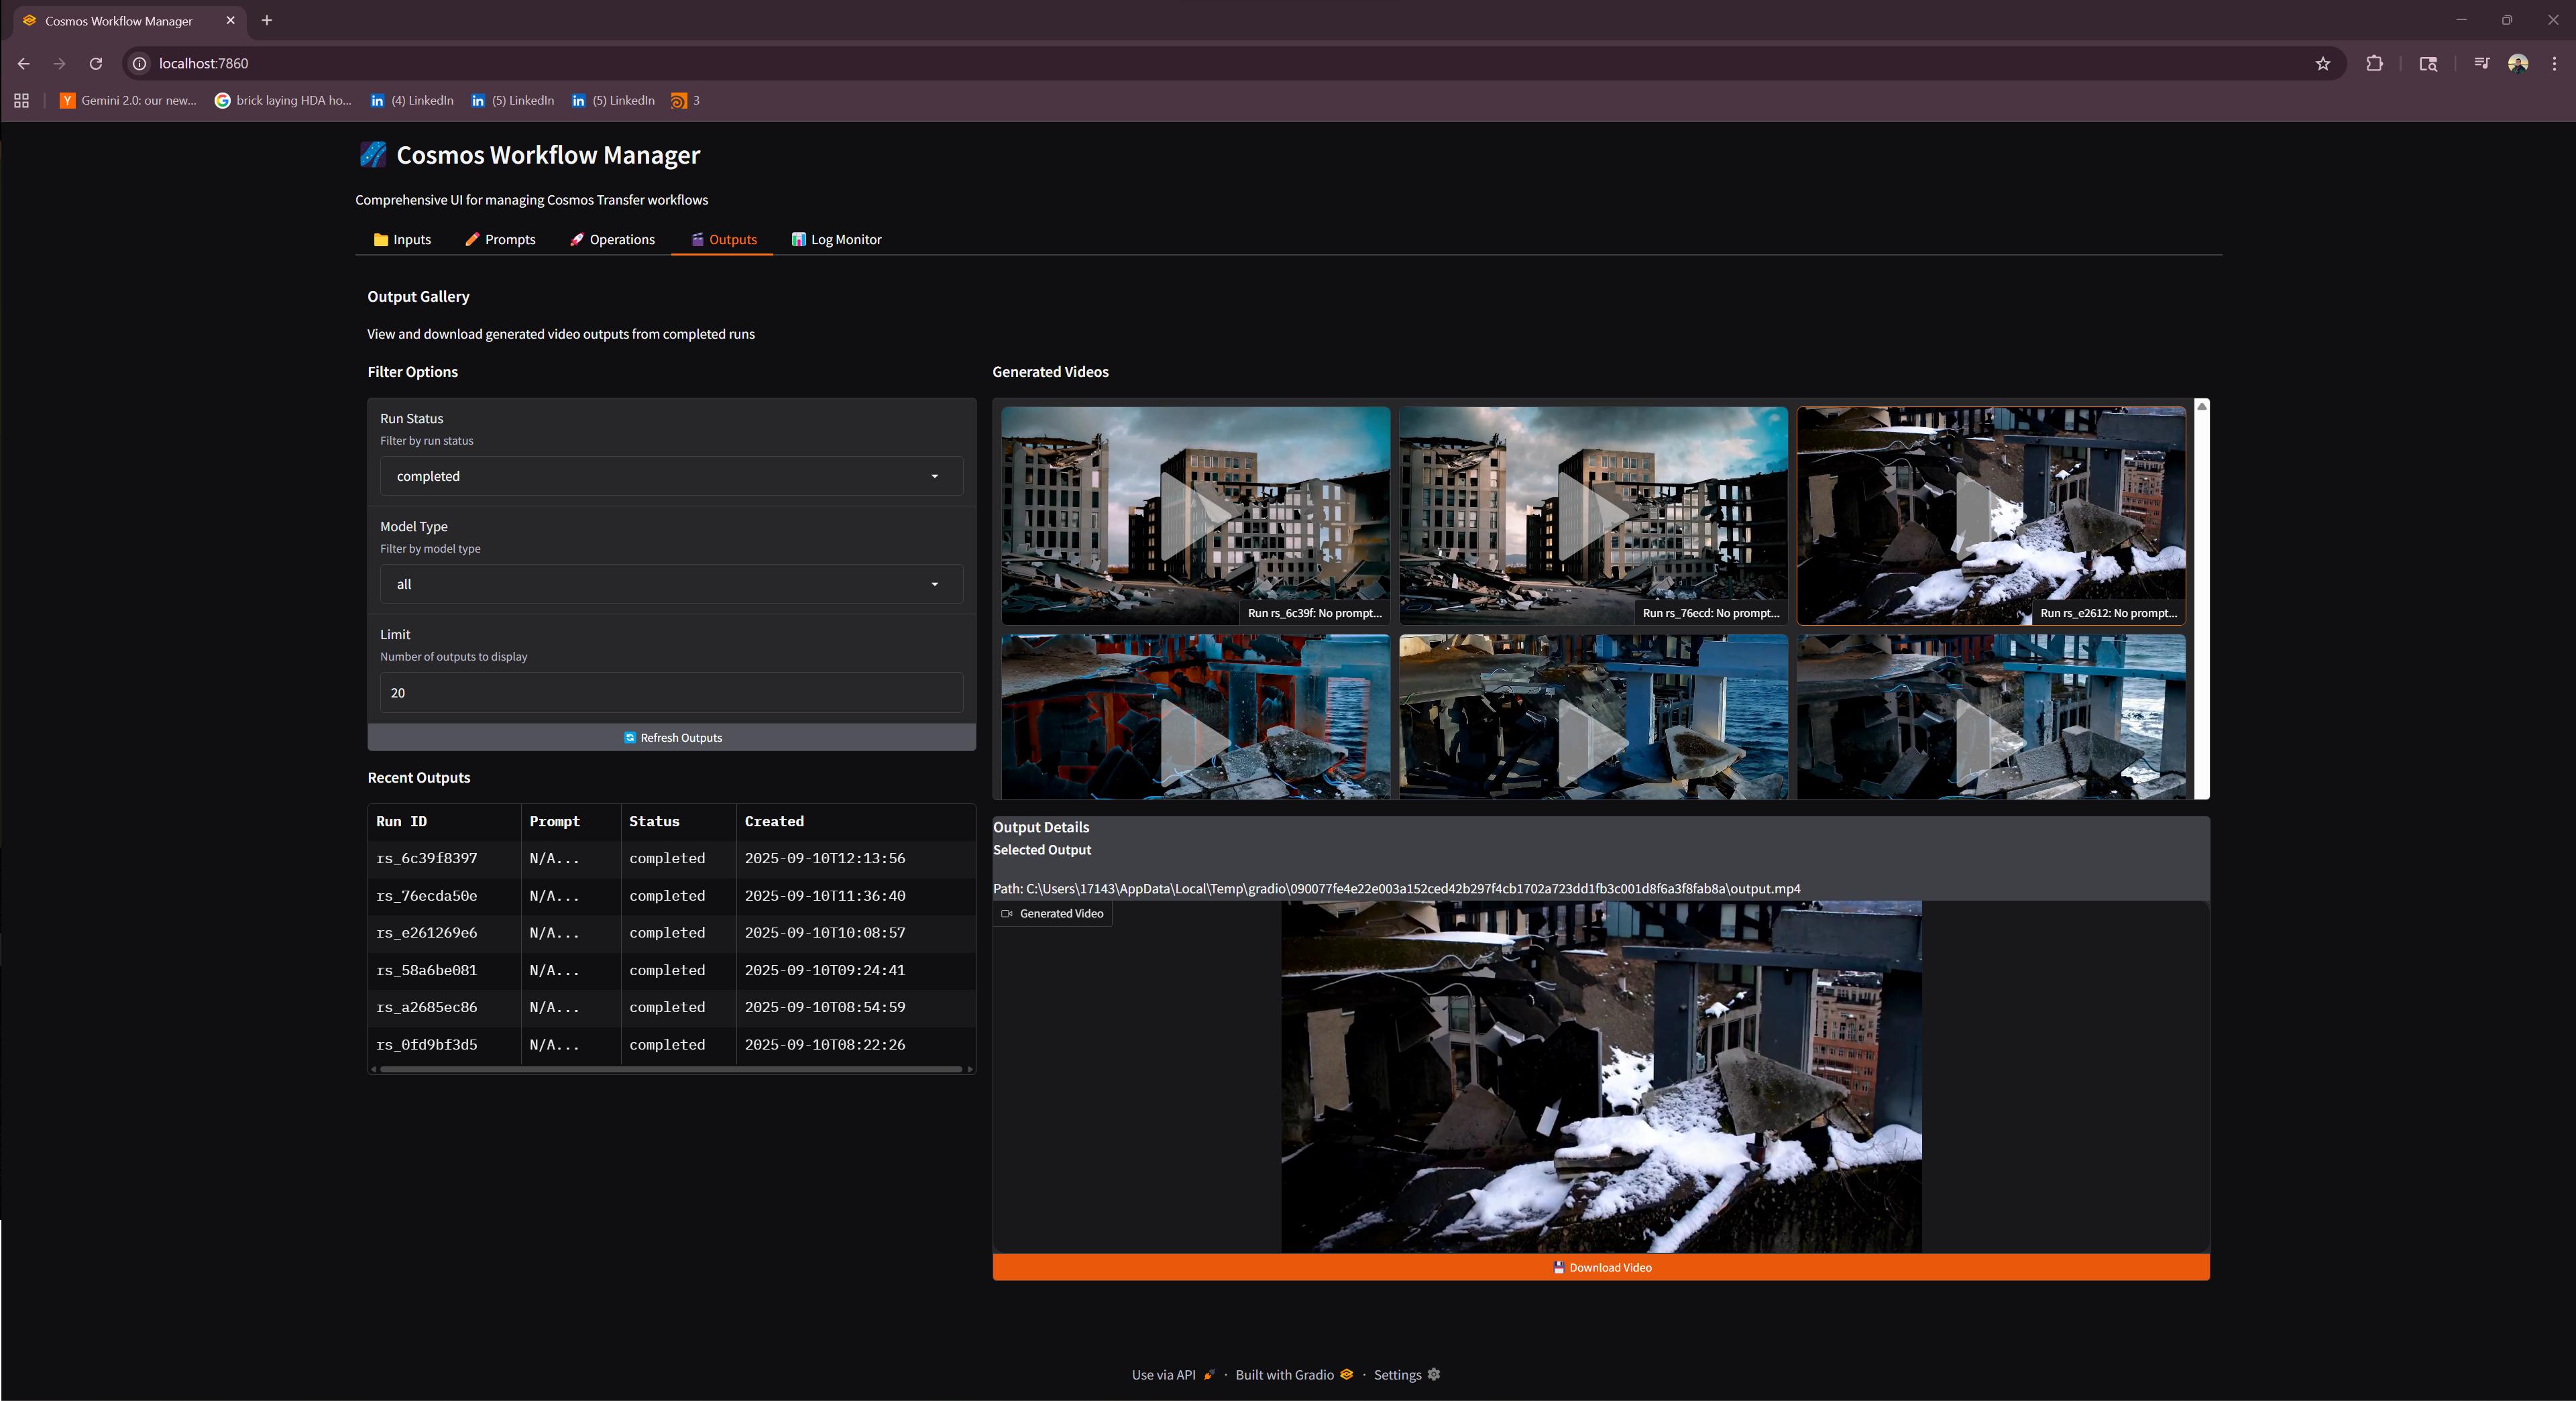 Cosmos Workflow Manager
localhost:7860
Gemini 2.0: our new...
brick laying HDA ho...
(4) LinkedIn
(5) LinkedIn
(5) LinkedIn
3
Cosmos Workflow Manager
Comprehensive UI for managing Cosmos Transfer workflows
Inputs
Prompts
Operations
Outputs
Log Monitor
Output Gallery
View and download generated video outputs from completed runs
Filter Options
Run Status
Filter by run status
completed
Model Type
Filter by model type
all
Limit
Number of outputs to display
20
Refresh Outputs
Recent Outputs
Run ID Prompt Status Created
rs_6c39f8397 N/A... completed 2025-09-10T12:13:56
rs_76ecda50e N/A... completed 2025-09-10T11:36:40
rs_e261269e6 N/A... completed 2025-09-10T10:08:57
rs_58a6be081 N/A... completed 2025-09-10T09:24:41
rs_a2685ec86 N/A... completed 2025-09-10T08:54:59
rs_0fd9bf3d5 N/A... completed 2025-09-10T08:22:26
Generated Videos
Run rs_6c39f: No prompt...
Run rs_76ecd: No prompt...
Run rs_e2612: No prompt...
Output Details
Selected Output
Path: C:\Users\17143\AppData\Local\Temp\gradio\090077fe4e22e003a152ced42b297f4cb1702a723dd1fb3c001d8f6a3f8fab8a\output.mp4
Generated Video
Download Video
Use via API · Built with Gradio · Settings